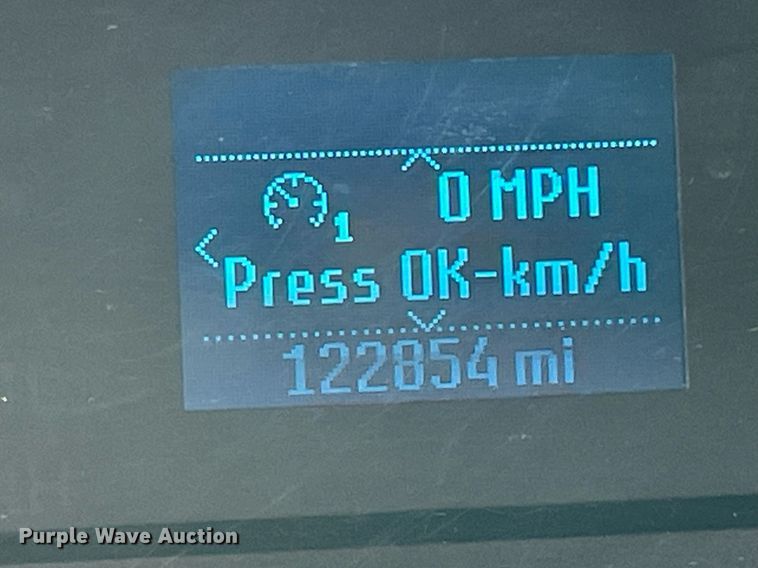 0 MPH
1
Press OK-km/h
122854 mi
Purple Wave Auction